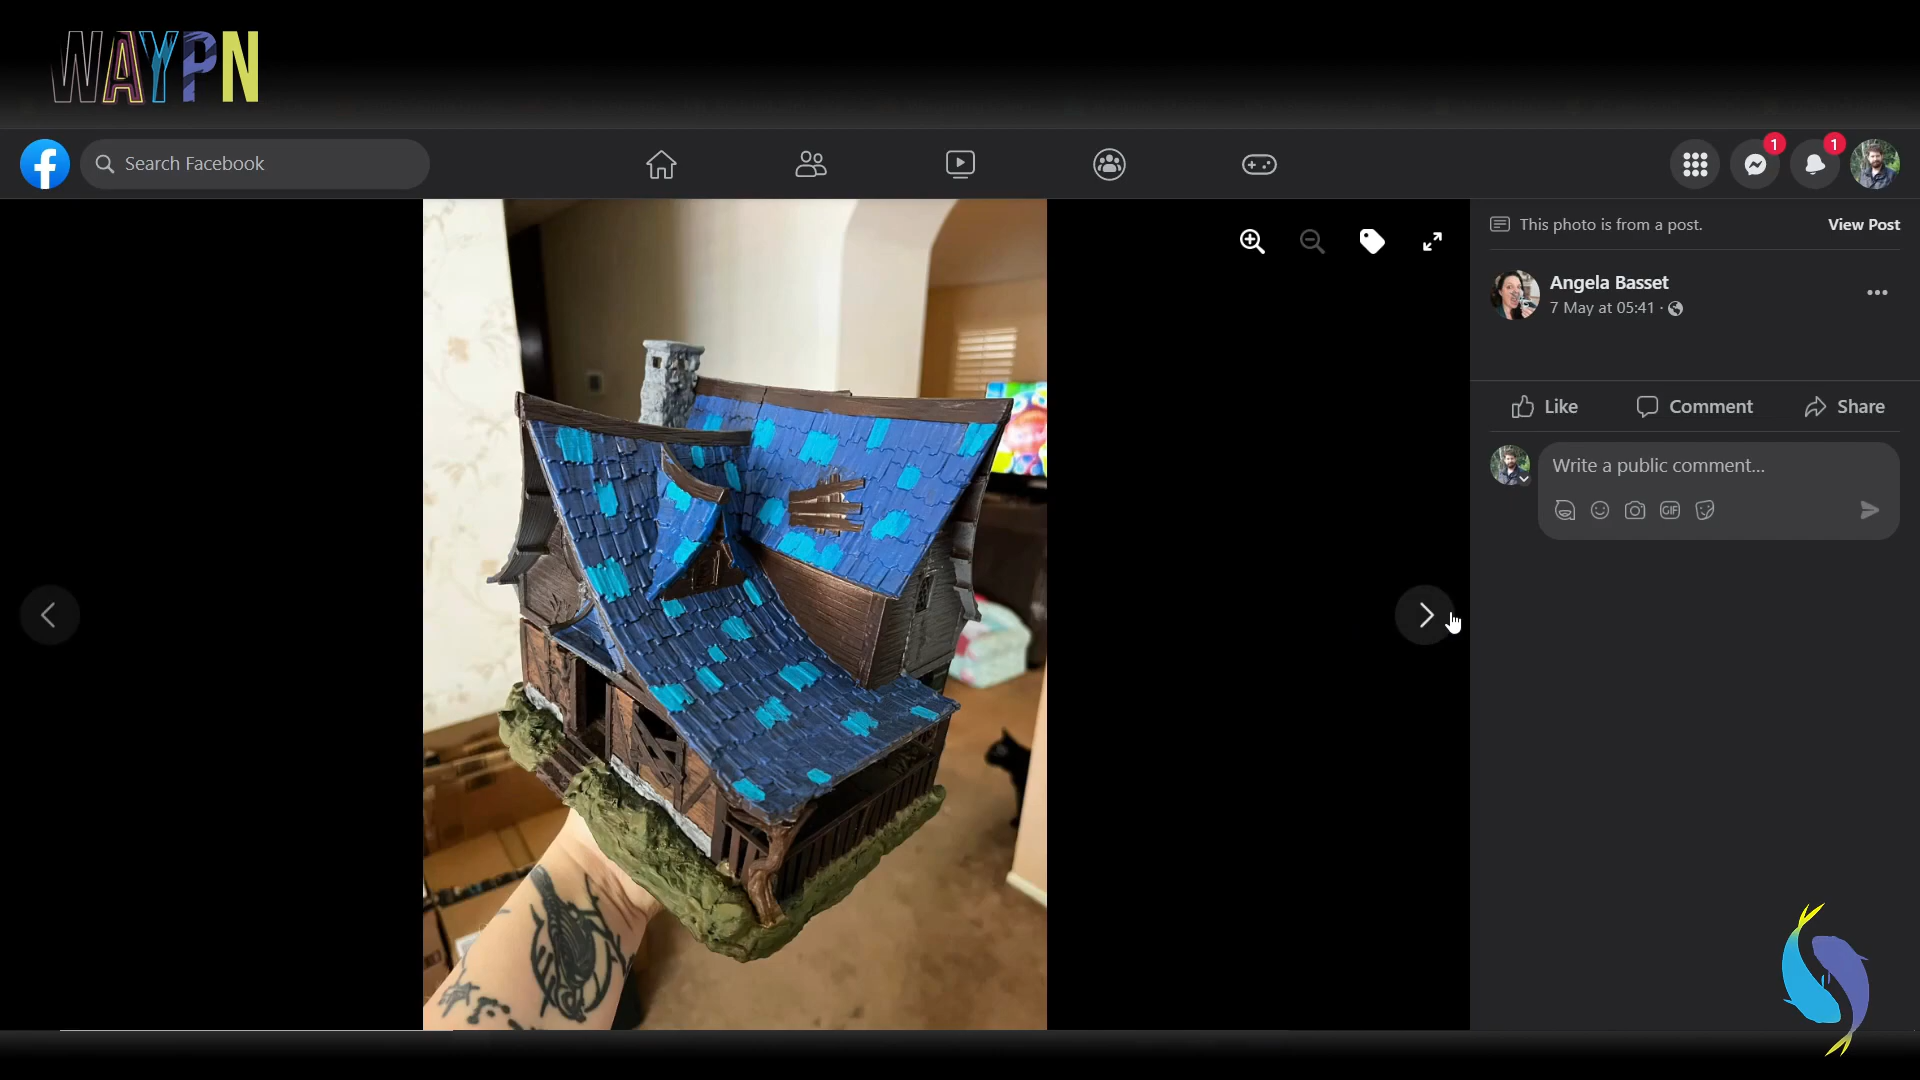 WAYPN
Search Facebook
1
1
This photo is from a post.
View Post
Angela Basset
7 May at 05:41 ·
Like
Comment
Share
Write a public comment...
GIF